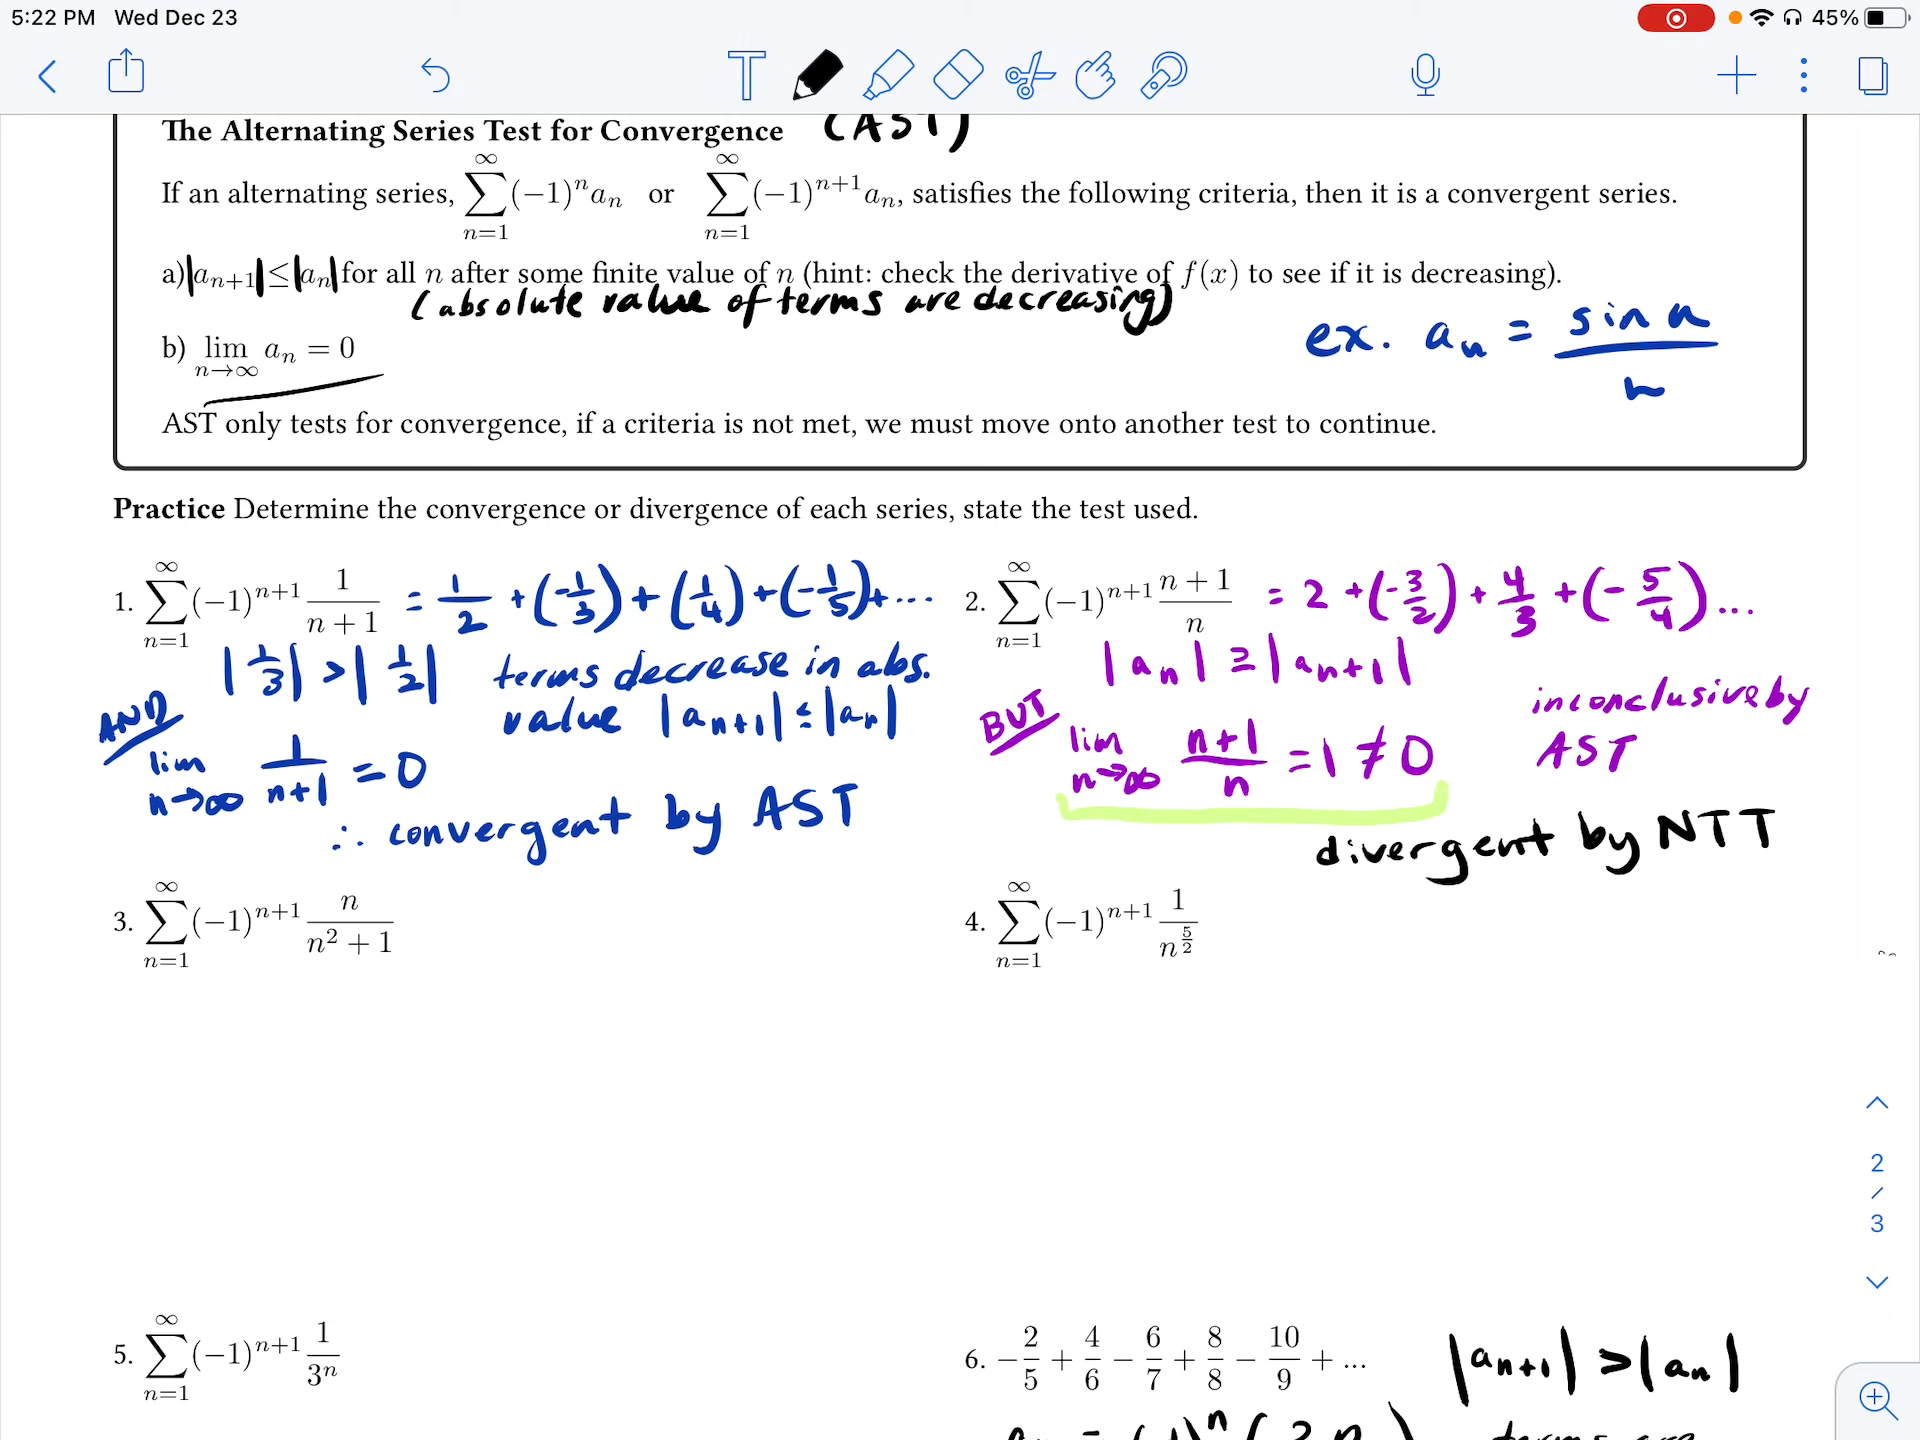 5:22 PM Wed Dec 23
45%
The Alternating Series Test for Convergence (AST)
If an alternating series, ∑_{n=1}^{∞} (−1)^n a_n or ∑_{n=1}^{∞} (−1)^{n+1} a_n, satisfies the following criteria, then it is a convergent series.
a) |a_{n+1}| ≤ |a_n| for all n after some finite value of n (hint: check the derivative of f(x) to see if it is decreasing).
(absolute value of terms are decreasing)
b) lim_{n→∞} a_n = 0
ex. a_n = sin n / n
AST only tests for convergence, if a criteria is not met, we must move onto another test to continue.
Practice Determine the convergence or divergence of each series, state the test used.
1. ∑_{n=1}^{∞} (−1)^{n+1} 1/(n+1) = 1/2 + (-1/3) + (1/4) + (-1/5) + ...
|1/3| > |1/2| terms decrease in abs.
value |a_{n+1}| ≤ |a_n|
AND
lim_{n→∞} 1/(n+1) = 0
∴ convergent by AST
2. ∑_{n=1}^{∞} (−1)^{n+1} (n+1)/n = 2 + (-3/2) + 4/3 + (-5/4) ...
|a_n| ≥ |a_{n+1}|
BUT
lim_{n→∞} (n+1)/n = 1 ≠ 0
inconclusive by
AST
divergent by NTT
3. ∑_{n=1}^{∞} (−1)^{n+1} n/(n²+1)
4. ∑_{n=1}^{∞} (−1)^{n+1} 1/n^{5/2}
2
/
3
5. ∑_{n=1}^{∞} (−1)^{n+1} 1/3^n
6. −2/5 + 4/6 − 6/7 + 8/8 − 10/9 + ...
|a_{n+1}| > |a_n|
terms are